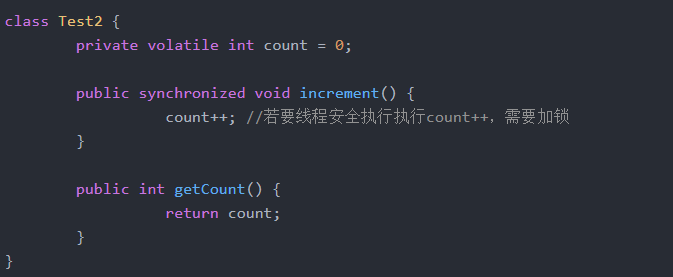 class Test2 {
        private volatile int count = 0;

        public synchronized void increment() {
                  count++; //若要线程安全执行执行count++，需要加锁
        }

        public int getCount() {
                  return count;
        }
}